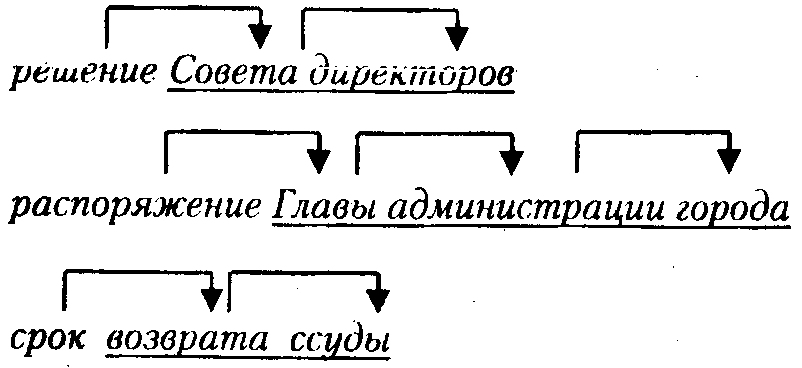 решение Совета директоров
распоряжение Главы администрации города
срок возврата ссуды